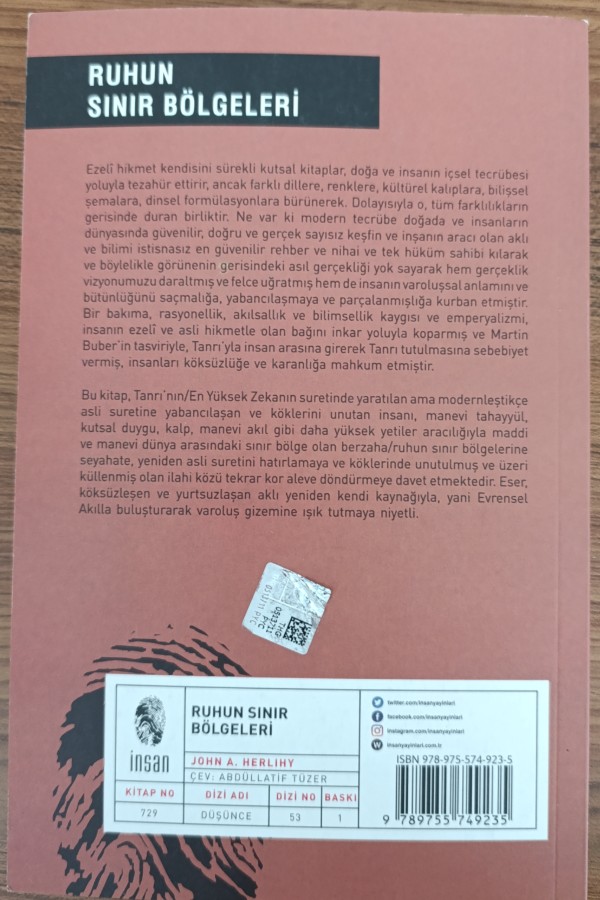 RUHUN
SINIR BÖLGELERİ
Ezelî hikmet kendisini sürekli kutsal kitaplar, doğa ve insanın içsel tecrübesi
yoluyla tezahür ettirir, ancak farklı dillere, renklere, kültürel kalıplara, bilişsel
şemalara, dinsel formülasyonlara bürünerek. Dolayısıyla o, tüm farklılıkların
gerisinde duran birliktir. Ne var ki modern tecrübe doğada ve insanların
dünyasında güvenilir, doğru ve gerçek sayısız keşfin ve inşanın aracı olan aklı
ve bilimi istisnasız en güvenilir rehber ve nihai ve tek hüküm sahibi kılarak
ve böylelikle görünenin gerisindeki asıl gerçekliği yok sayarak hem gerçeklik
vizyonumuzu daraltmış ve felce uğratmış hem de insanın varoluşsal anlamını ve
bütünlüğünü saçmalığa, yabancılaşmaya ve parçalanmışlığa kurban etmiştir.
Bir bakıma, rasyonellik, akılsallık ve bilimsellik kaygısı ve emperyalizmi,
insanın ezelî ve asli hikmetle olan bağını inkar yoluyla koparmış ve Martin
Buber'in tasviriyle, Tanrı'yla insan arasına girerek Tanrı tutulmasına sebebiyet
vermiş, insanları köksüzlüğe ve karanlığa mahkum etmiştir.
Bu kitap, Tanrı'nın/En Yüksek Zekanın suretinde yaratılan ama modernleştikçe
asli suretine yabancılaşan ve köklerini unutan insanı, manevi tahayyül,
kutsal duygu, kalp, manevi akıl gibi daha yüksek yetiler aracılığıyla maddi
ve manevi dünya arasındaki sınır bölge olan berzaha/ruhun sınır bölgelerine
seyahate, yeniden asli suretini hatırlamaya ve köklerinde unutulmuş ve üzeri
küllenmiş olan ilahi közü tekrar kor aleve döndürmeye davet etmektedir. Eser,
köksüzleşen ve yurtsuzlaşan aklı yeniden kendi kaynağıyla, yani Evrensel
Akılla buluşturarak varoluş gizemine ışık tutmaya niyetli.
insan
RUHUN SINIR
BÖLGELERİ
JOHN A. HERLIHY
ÇEV: ABDÜLLATİF TÜZER
KİTAP NO DİZİ ADI DİZİ NO BASKI
729 DÜŞÜNCE 53 1
twitter.com/insanyayinlari
facebook.com/insanyayinlari
instagram.com/insanyayinlari
insanyayinlari.com.tr
ISBN 978-975-574-923-5
9 789755 749235